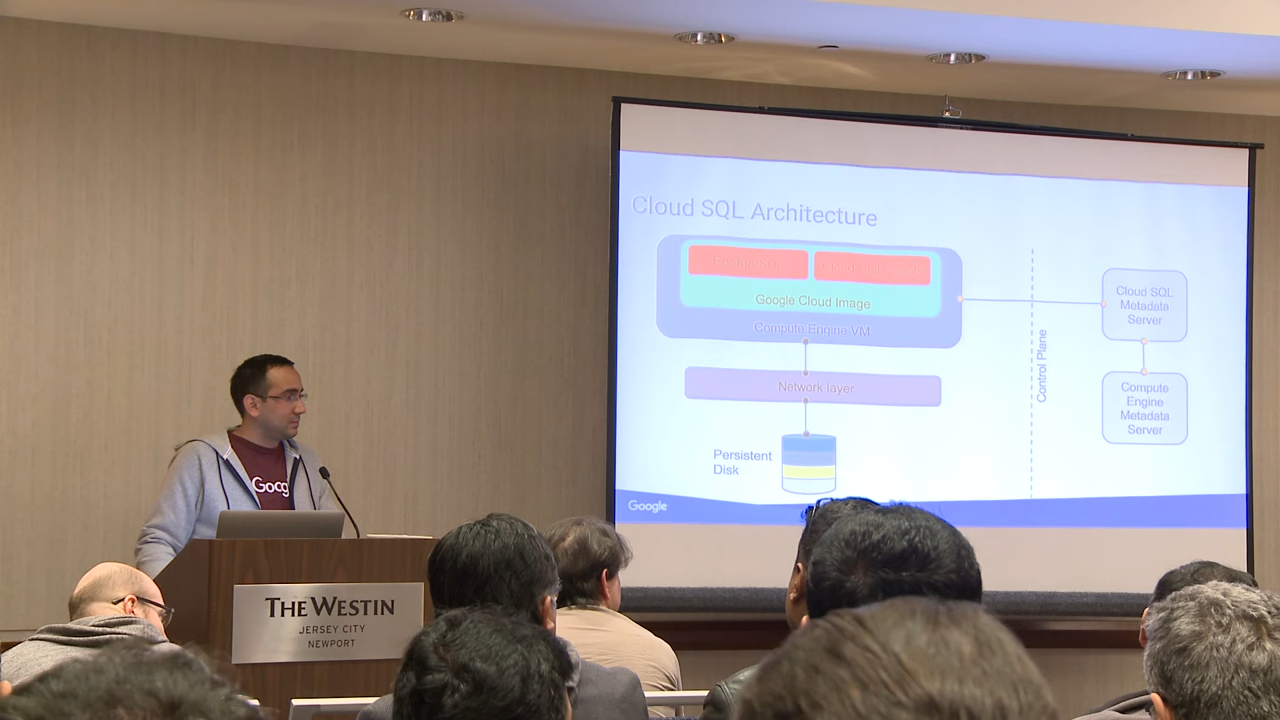 Cloud SQL Architecture
PostgreSQL
Google Cloud Image
Compute Engine VM
Network layer
Persistent
Disk
Control Plane
Cloud SQL
Metadata
Server
Compute
Engine
Metadata
Server
Google
Goog
THE WESTIN
JERSEY CITY
NEWPORT